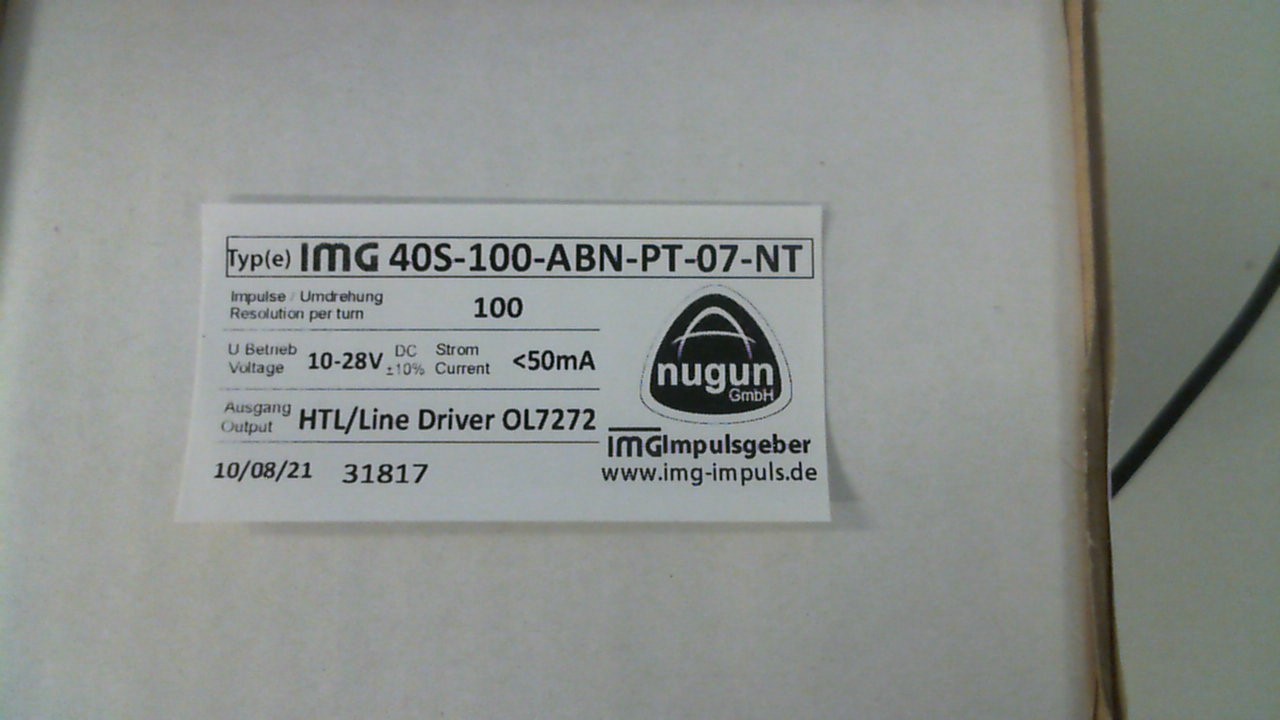 Typ(e) IMG 40S-100-ABN-PT-07-NT
Impulse / Umdrehung
Resolution per turn
100
U Betrieb
Voltage
10-28V DC
±10%
Strom
Current
<50mA
Ausgang
Output
HTL/Line Driver OL7272
10/08/21 31817
nugun
GmbH
IMG Impulsgeber
www.img-impuls.de